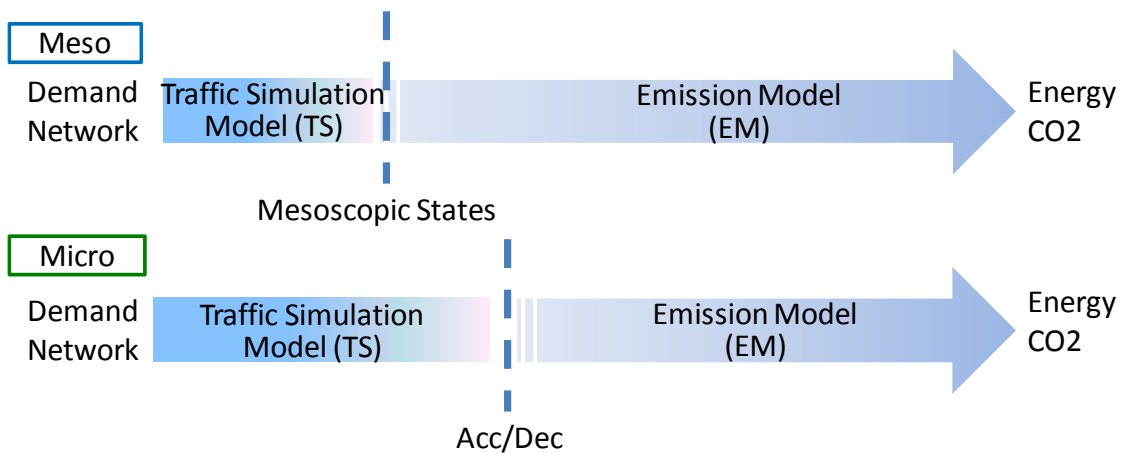 Meso
Demand
Network
Traffic Simulation
Model (TS)
Emission Model
(EM)
Energy
CO2
Mesoscopic States
Micro
Demand
Network
Traffic Simulation
Model (TS)
Emission Model
(EM)
Energy
CO2
Acc/Dec